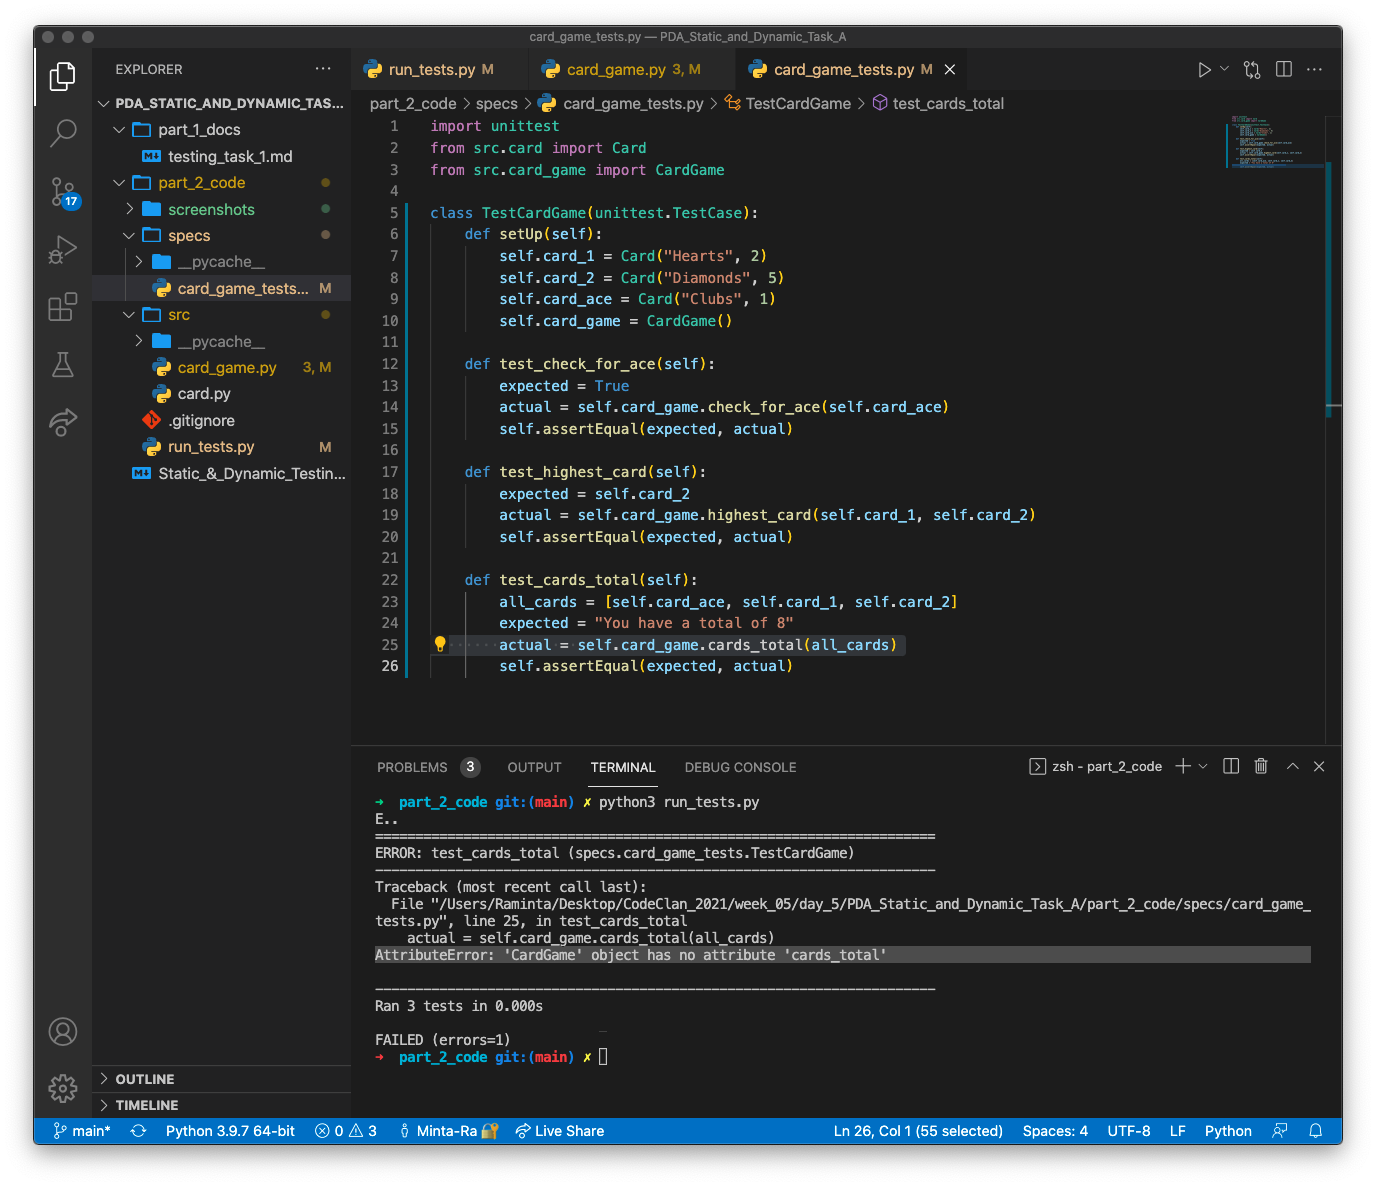 card_game_tests.py — PDA_Static_and_Dynamic_Task_A
EXPLORER
run_tests.py M
card_game.py 3, M
card_game_tests.py M
PDA_STATIC_AND_DYNAMIC_TAS...
part_2_code > specs > card_game_tests.py > TestCardGame > test_cards_total
part_1_docs
testing_task_1.md
part_2_code
screenshots
specs
__pycache__
card_game_tests... M
src
__pycache__
card_game.py 3, M
card.py
.gitignore
run_tests.py M
Static_&_Dynamic_Testin...
17
OUTLINE
TIMELINE
1 import unittest
2 from src.card import Card
3 from src.card_game import CardGame
4
5 class TestCardGame(unittest.TestCase):
6 def setUp(self):
7 self.card_1 = Card("Hearts", 2)
8 self.card_2 = Card("Diamonds", 5)
9 self.card_ace = Card("Clubs", 1)
10 self.card_game = CardGame()
11
12 def test_check_for_ace(self):
13 expected = True
14 actual = self.card_game.check_for_ace(self.card_ace)
15 self.assertEqual(expected, actual)
16
17 def test_highest_card(self):
18 expected = self.card_2
19 actual = self.card_game.highest_card(self.card_1, self.card_2)
20 self.assertEqual(expected, actual)
21
22 def test_cards_total(self):
23 all_cards = [self.card_ace, self.card_1, self.card_2]
24 expected = "You have a total of 8"
25 actual = self.card_game.cards_total(all_cards)
26 self.assertEqual(expected, actual)
PROBLEMS 3 OUTPUT TERMINAL DEBUG CONSOLE
zsh - part_2_code
→ part_2_code git:(main) ✗ python3 run_tests.py
E..
======================================================================
ERROR: test_cards_total (specs.card_game_tests.TestCardGame)
----------------------------------------------------------------------
Traceback (most recent call last):
File "/Users/Raminta/Desktop/CodeClan_2021/week_05/day_5/PDA_Static_and_Dynamic_Task_A/part_2_code/specs/card_game_
tests.py", line 25, in test_cards_total
actual = self.card_game.cards_total(all_cards)
AttributeError: 'CardGame' object has no attribute 'cards_total'
----------------------------------------------------------------------
Ran 3 tests in 0.000s
FAILED (errors=1)
→ part_2_code git:(main) ✗
main* Python 3.9.7 64-bit 0 3 Minta-Ra Live Share Ln 26, Col 1 (55 selected) Spaces: 4 UTF-8 LF Python